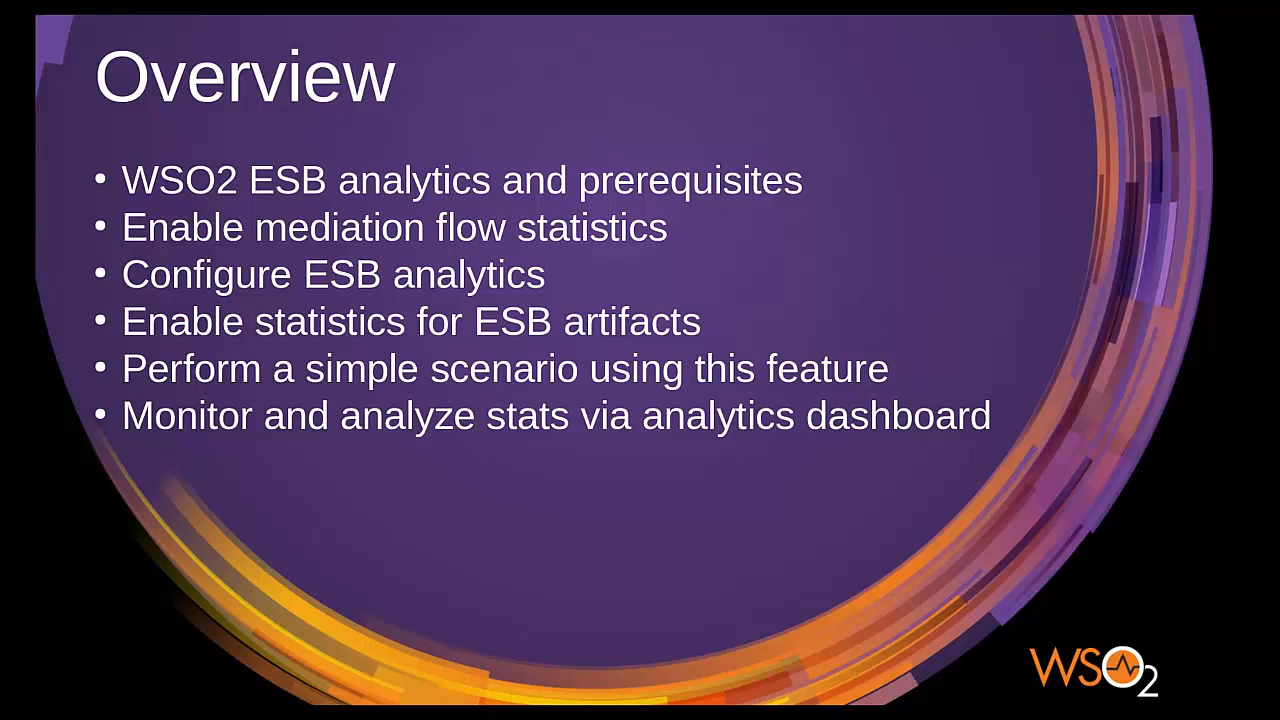 Overview
• WSO2 ESB analytics and prerequisites
• Enable mediation flow statistics
• Configure ESB analytics
• Enable statistics for ESB artifacts
• Perform a simple scenario using this feature
• Monitor and analyze stats via analytics dashboard
WSO2